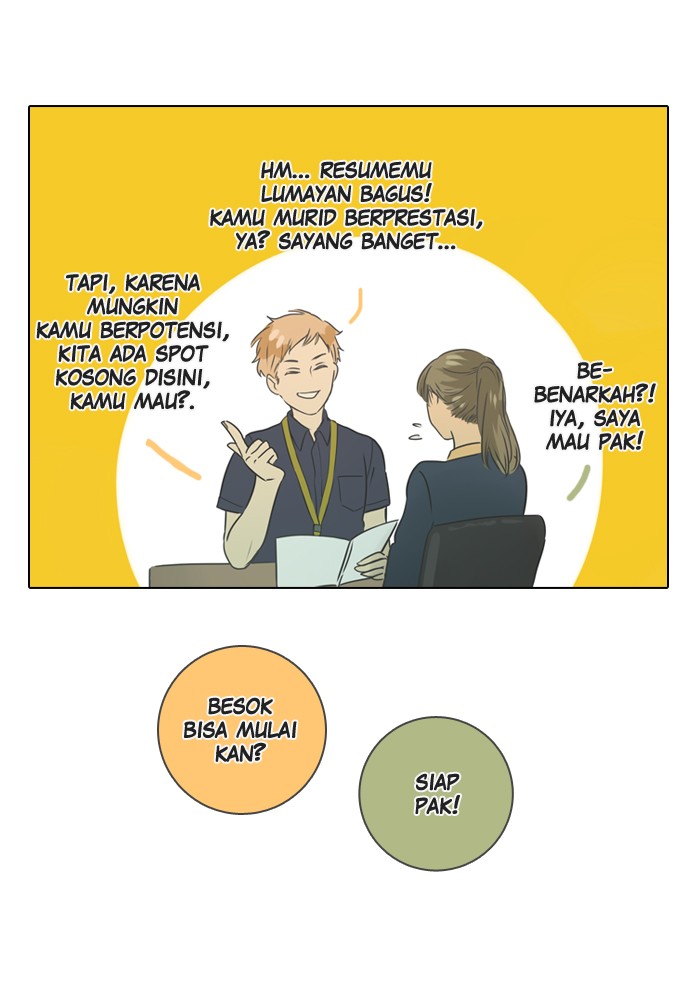 HM... RESUMEMU
LUMAYAN BAGUS!
KAMU MURID BERPRESTASI,
YA? SAYANG BANGET...
TAPI, KARENA
MUNGKIN
KAMU BERPOTENSI,
KITA ADA SPOT
KOSONG DISINI,
KAMU MAU?.
BE-
BENARKAH?!
IYA, SAYA
MAU PAK!
BESOK
BISA MULAI
KAN?
SIAP
PAK!